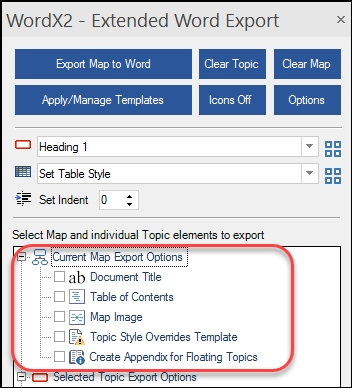 WordX2 - Extended Word Export
Export Map to Word Clear Topic Clear Map
Apply/Manage Templates Icons Off Options
Heading 1
Set Table Style
Set Indent 0
Select Map and individual Topic elements to export
Current Map Export Options
ab Document Title
Table of Contents
Map Image
Topic Style Overrides Template
Create Appendix for Floating Topics
Selected Topic Export Options